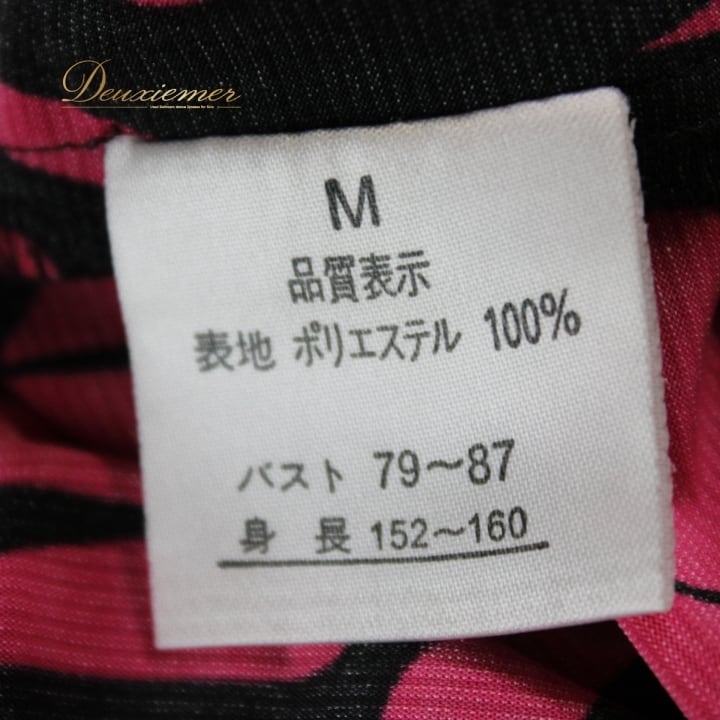 Deuxiemer
M
品質表示
表地 ポリエステル 100%
バスト 79～87
身 長 152～160